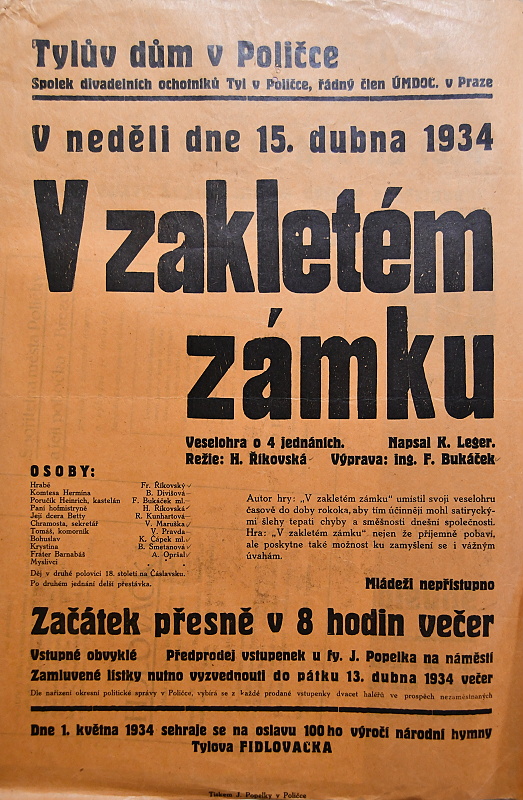 Tylův dům v Poličce
Spolek divadelních ochotníků Tyl v Poličce, řádný člen ÚMDOČ. v Praze
V neděli dne 15. dubna 1934
V zakletém
zámku
Veselohra o 4 jednáních. Napsal K. Leger.
Režie: H. Říkovská Výprava: ing. F. Bukáček
OSOBY:
Hrabě Fr. Říkovský
Komtesa Hermina B. Divišová
Poručík Heinrich, kastelán F. Bukáček ml.
Paní hofmistryně H. Říkovská
Její dcera Betty R. Kunhartová
Chramosta, sekretář V. Maruška
Tomáš, komorník V. Pravda
Bohuslav K. Čápek ml.
Krystina B. Smetanová
Fráter Barnabáš A. Opršal
Myslivci
Děj v druhé polovici 18. století na Čáslavsku.
Po druhém jednání delší přestávka.
Autor hry: „V zakletém zámku" umístil svoji veselohru
časově do doby rokoka, aby tím účinněji mohl satirycký-
mi šlehy tepati chyby a směšnosti dnešní společnosti.
Hra: „V zakletém zámku" nejen že příjemně pobaví,
ale poskytne také možnost ku zamyšlení se i vážným
úvahám.
Mládeži nepřístupno
Začátek přesně v 8 hodin večer
Vstupné obvyklé Předprodej vstupenek u fy. J. Popelka na náměstí
Zamluvené lístky nutno vyzvednouti do pátku 13. dubna 1934 večer
Dle nařízení okresní politické správy v Poličce, vybírá se z každé prodané vstupenky dvacet haléřů ve prospěch nezaměstnaných
Dne 1. května 1934 sehraje se na oslavu 100ho výročí národní hymny
Tylova FIDLOVAČKA
Tiskem J. Popelky v Poličce